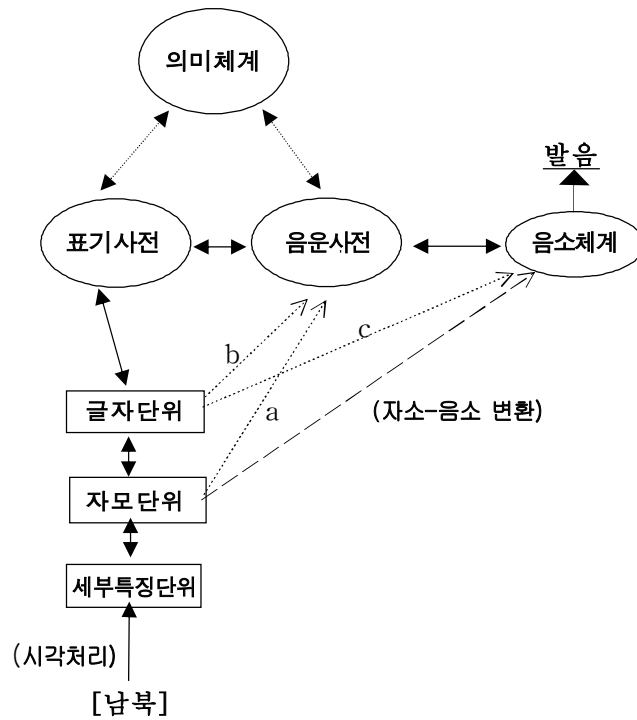 의미체계
발음
표기사전
음운사전
음소체계
b
c
글자단위
a
(자소-음소 변환)
자모단위
세부특징단위
(시각처리)
[남북]